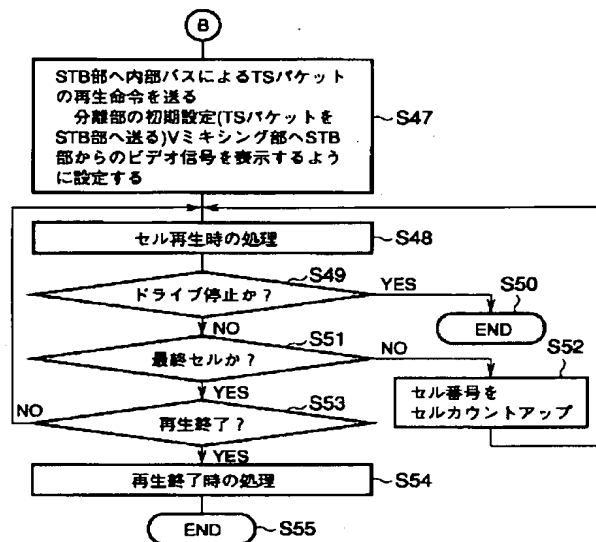 B
STB部へ内部バスによるTSパケット
の再生命令を送る
分離部の初期設定(TSパケットを
STB部へ送る)Vミキシング部へSTB
部からのビデオ信号を表示するよう
に設定する
S47
セル再生時の処理
S48
ドライブ停止か？
S49
YES
S50
END
NO
最終セルか？
S51
NO
S52
セル番号を
セルカウントアップ
YES
再生終了？
S53
NO
YES
再生終了時の処理
S54
END
S55